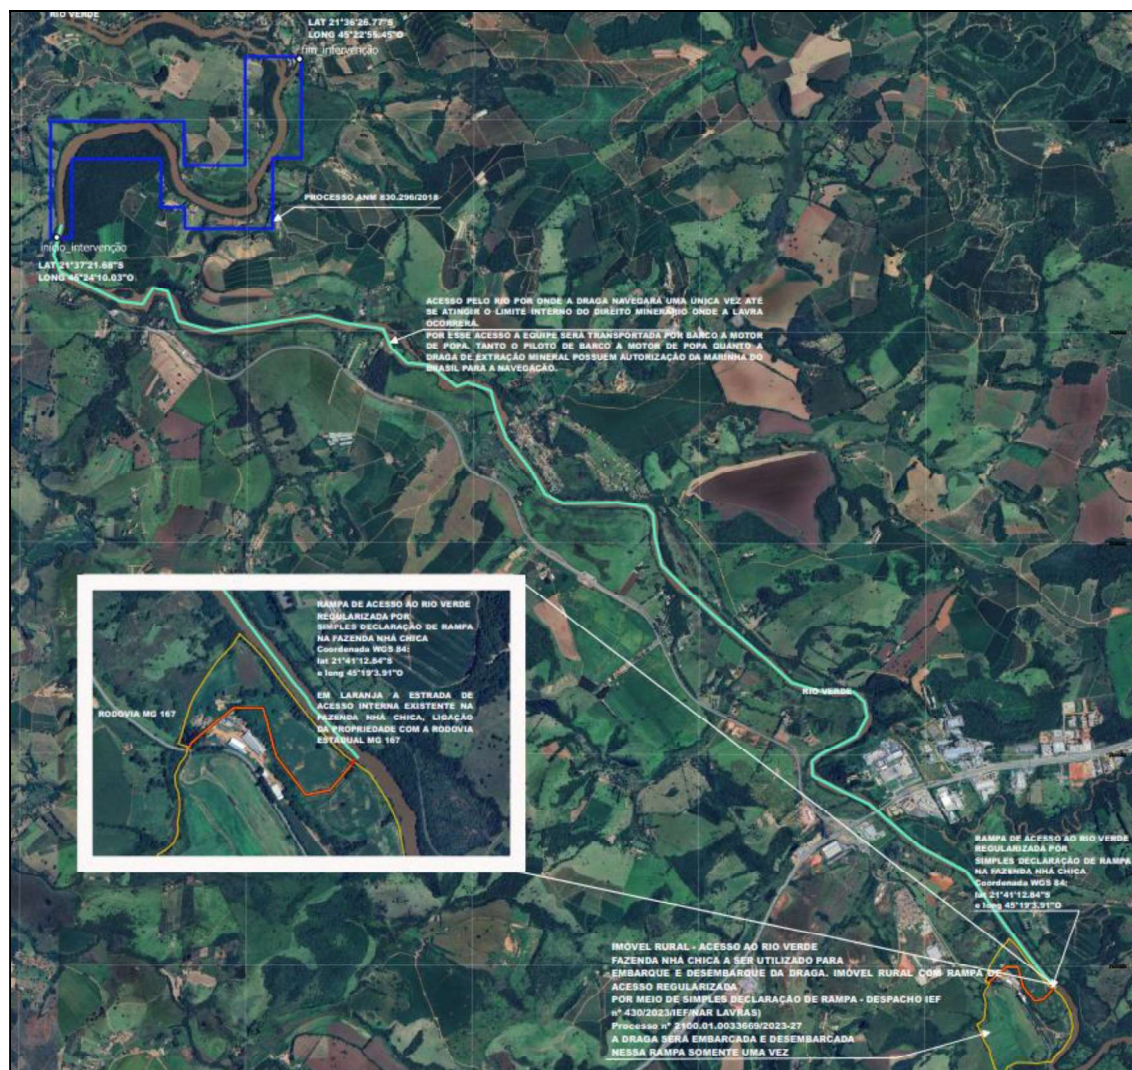 RIO VERDE
LAT 21°36'26.77"S
LONG 45°22'55.45"O
fim_intervenção
PROCESSO ANM 830.296/2018
início_intervenção
LAT 21°37'21.68"S
LONG 45°24'10.03"O
ACESSO PELO RIO POR ONDE A DRAGA NAVEGARÁ UMA ÚNICA VEZ ATÉ
SE ATINGIR O LIMITE INTERNO DO DIREITO MINERÁRIO ONDE A LAVRA
OCORRERÁ.
POR ESSE ACESSO A EQUIPE SERÁ TRANSPORTADA POR BARCO A MOTOR
DE POPA. TANTO O PILOTO DE BARCO A MOTOR DE POPA QUANTO A
DRAGA DE EXTRAÇÃO MINERAL POSSUEM AUTORIZAÇÃO DA MARINHA DO
BRASIL PARA A NAVEGAÇÃO.
RAMPA DE ACESSO AO RIO VERDE
REGULARIZADA POR
SIMPLES DECLARAÇÃO DE RAMPA
NA FAZENDA NHÁ CHICA
Coordenada WGS 84:
lat 21°41'12.84"S
e long 45°19'3.91"O
EM LARANJA A ESTRADA DE
ACESSO INTERNA EXISTENTE NA
FAZENDA NHÁ CHICA, LIGAÇÃO
DA PROPRIEDADE COM A RODOVIA
ESTADUAL MG 167
RODOVIA MG 167
RIO VERDE
RAMPA DE ACESSO AO RIO VERDE
REGULARIZADA POR
SIMPLES DECLARAÇÃO DE RAMPA
NA FAZENDA NHÁ CHICA
Coordenada WGS 84:
lat 21°41'12.84"S
e long 45°19'3.91"O
IMÓVEL RURAL - ACESSO AO RIO VERDE
FAZENDA NHÁ CHICA A SER UTILIZADO PARA
EMBARQUE E DESEMBARQUE DA DRAGA. IMÓVEL RURAL COM RAMPA DE
ACESSO REGULARIZADA
POR MEIO DE SIMPLES DECLARAÇÃO DE RAMPA - DESPACHO IEF
nº 430/2023/IEF/NAR LAVRAS)
Processo nº 2100.01.0033669/2023-27
A DRAGA SERÁ EMBARCADA E DESEMBARCADA
NESSA RAMPA SOMENTE UMA VEZ